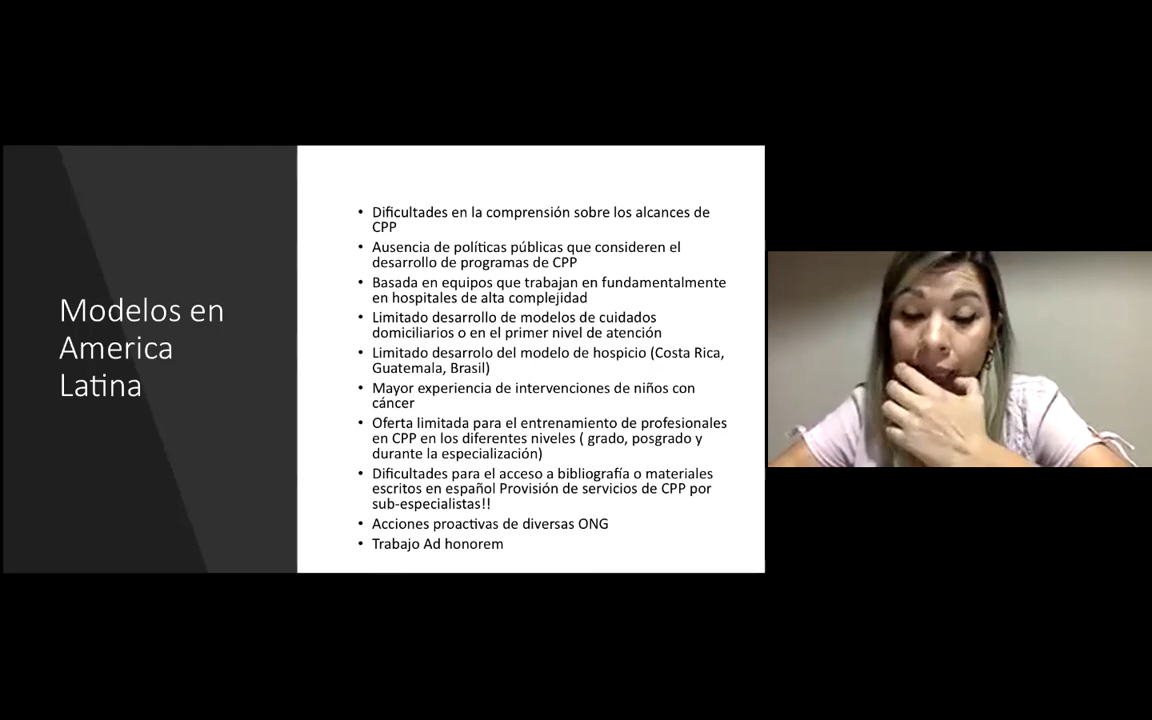 Modelos en
America
Latina
• Dificultades en la comprensión sobre los alcances de
CPP
• Ausencia de políticas públicas que consideren el
desarrollo de programas de CPP
• Basada en equipos que trabajan en fundamentalmente
en hospitales de alta complejidad
• Limitado desarrollo de modelos de cuidados
domiciliarios o en el primer nivel de atención
• Limitado desarrolo del modelo de hospicio (Costa Rica,
Guatemala, Brasil)
• Mayor experiencia de intervenciones de niños con
cáncer
• Oferta limitada para el entrenamiento de profesionales
en CPP en los diferentes niveles ( grado, posgrado y
durante la especialización)
• Dificultades para el acceso a bibliografía o materiales
escritos en español Provisión de servicios de CPP por
sub-especialistas!!
• Acciones proactivas de diversas ONG
• Trabajo Ad honorem